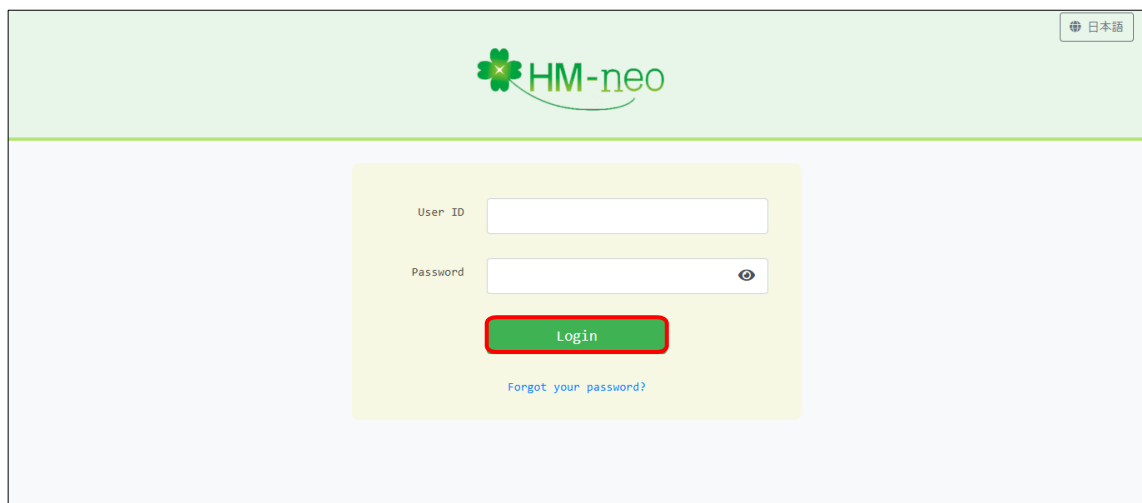 日本語
HM-neo
User ID
Password
Login
Forgot your password?